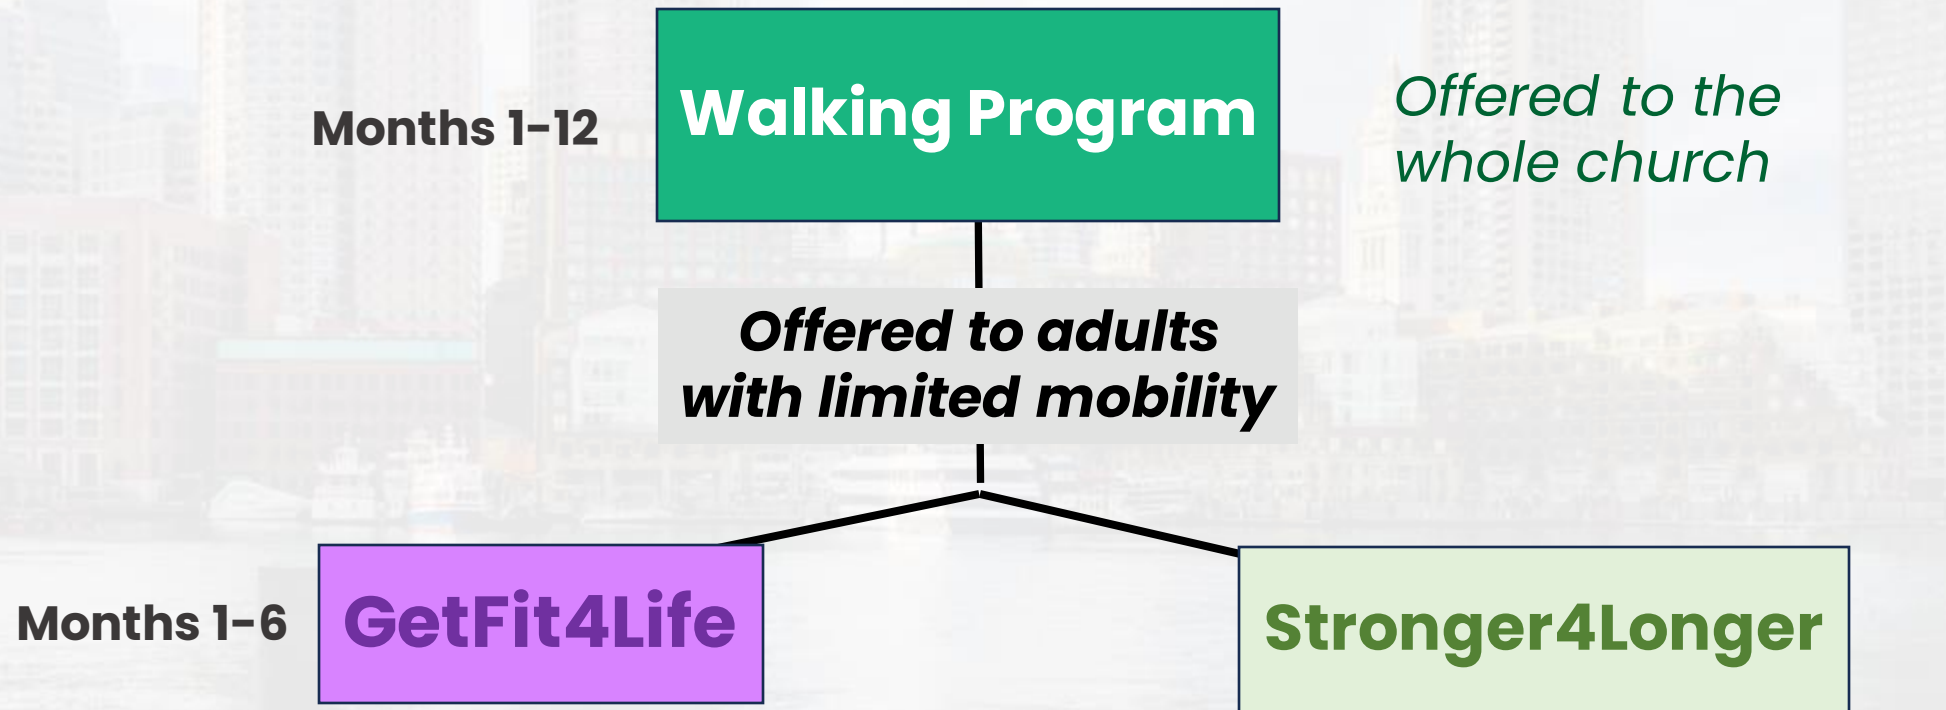 Months 1-12
Walking Program
Offered to the
whole church
Offered to adults
with limited mobility
Months 1-6
GetFit4Life
Stronger4Longer